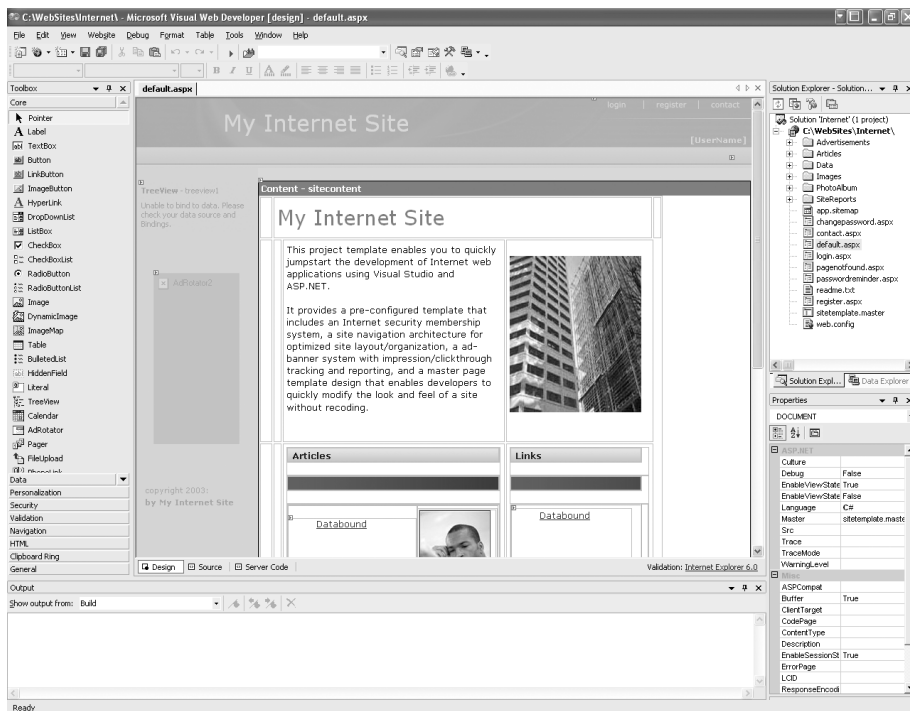 C:\WebSites\Internet\ - Microsoft Visual Web Developer [design] - default.aspx
File Edit View Website Debug Format Table Tools Window Help
Toolbox
Core
Pointer
Label
TextBox
Button
LinkButton
ImageButton
HyperLink
DropDownList
ListBox
CheckBox
CheckBoxList
RadioButton
RadioButtonList
Image
DynamicImage
ImageMap
Table
BulletedList
HiddenField
Literal
TreeView
Calendar
AdRotator
Pager
FileUpload
PhoneLink
Data
Personalization
Security
Validation
Navigation
HTML
Clipboard Ring
General
default.aspx
login | register | contact
My Internet Site
[UserName]
TreeView - treeview1
Unable to bind to data. Please
check your data source and
Bindings.
AdRotator2
copyright 2003:
by My Internet Site
Content - sitecontent
My Internet Site
This project template enables you to quickly
jumpstart the development of Internet web
applications using Visual Studio and
ASP.NET.
It provides a pre-configured template that
includes an Internet security membership
system, a site navigation architecture for
optimized site layout/organization, a ad-
banner system with impression/clickthrough
tracking and reporting, and a master page
template design that enables developers to
quickly modify the look and feel of a site
without recoding.
Articles
Links
Databound
Databound
Design Source Server Code
Validation: Internet Explorer 6.0
Solution Explorer - Solution...
Solution 'Internet' (1 project)
C:\WebSites\Internet\
Advertisements
Articles
Data
Images
PhotoAlbum
SiteReports
app.sitemap
changepassword.aspx
contact.aspx
default.aspx
login.aspx
pagenotfound.aspx
passwordreminder.aspx
readme.txt
register.aspx
sitetemplate.master
web.config
Solution Expl... Data Explorer
Properties
DOCUMENT
ASP.NET
Culture
Debug False
EnableViewState True
EnableViewState False
Language C#
Master sitetemplate.maste
Src
Trace
TraceMode
WarningLevel
Misc
ASPCompat
Buffer True
ClientTarget
CodePage
ContentType
Description
EnableSessionSt True
ErrorPage
LCID
ResponseEncodi
Output
Show output from: Build
Ready